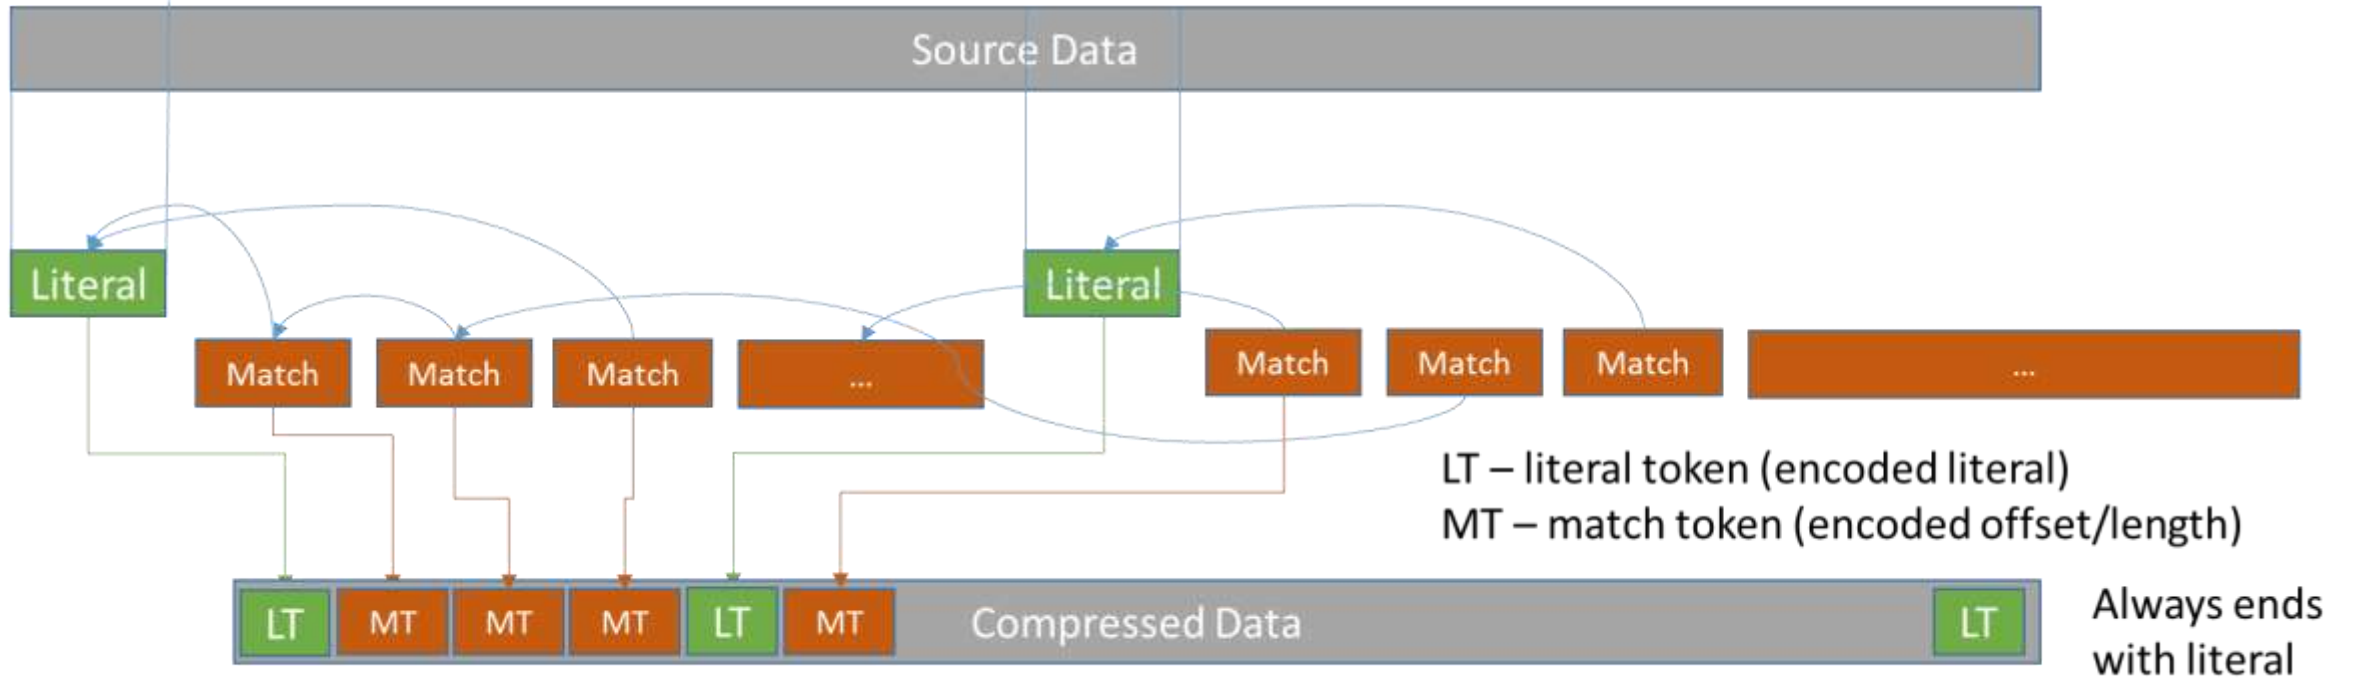 Source Data
Literal
Literal
Match
Match
Match
...
Match
Match
Match
...
LT – literal token (encoded literal)
MT – match token (encoded offset/length)
LT
MT
MT
MT
LT
MT
Compressed Data
LT
Always ends
with literal